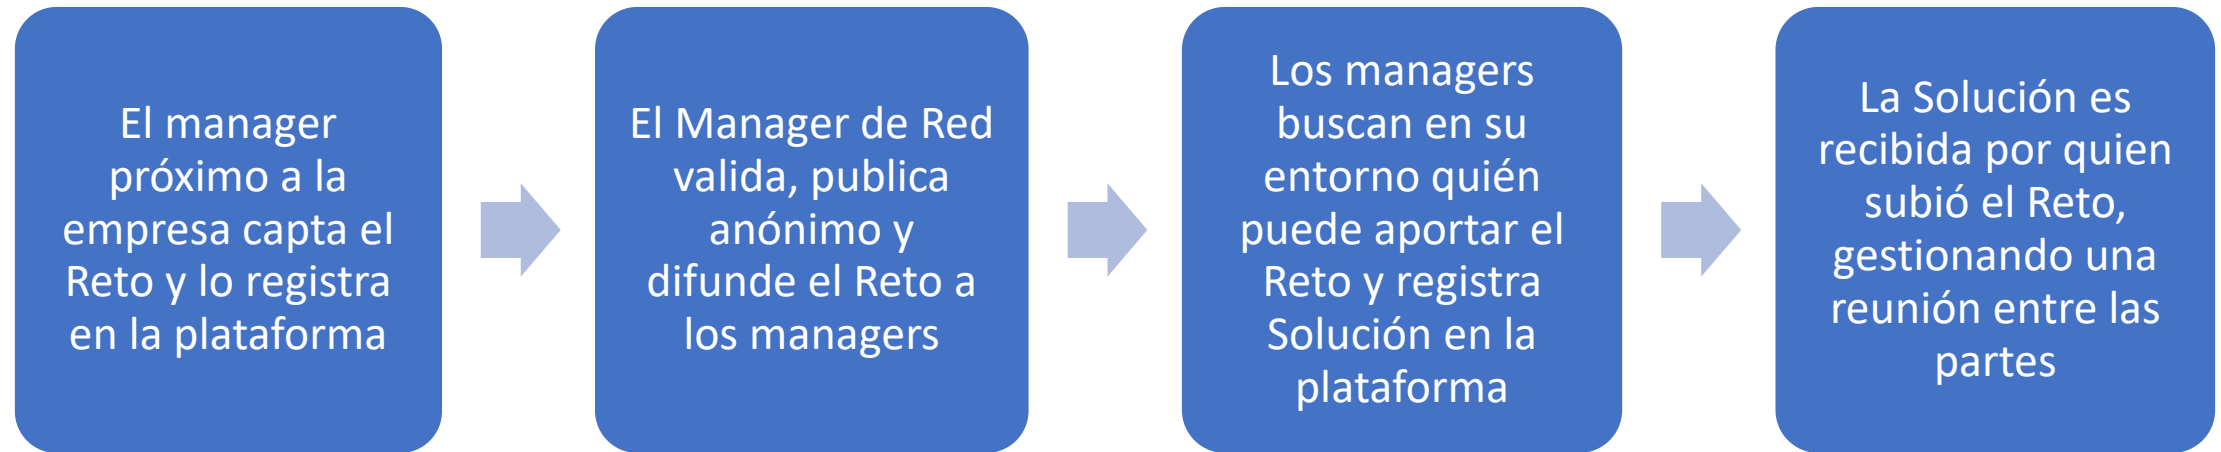 El manager
próximo a la
empresa capta el
Reto y lo registra
en la plataforma
El Manager de Red
valida, publica
anónimo y
difunde el Reto a
los managers
Los managers
buscan en su
entorno quién
puede aportar el
Reto y registra
Solución en la
plataforma
La Solución es
recibida por quien
subió el Reto,
gestionando una
reunión entre las
partes